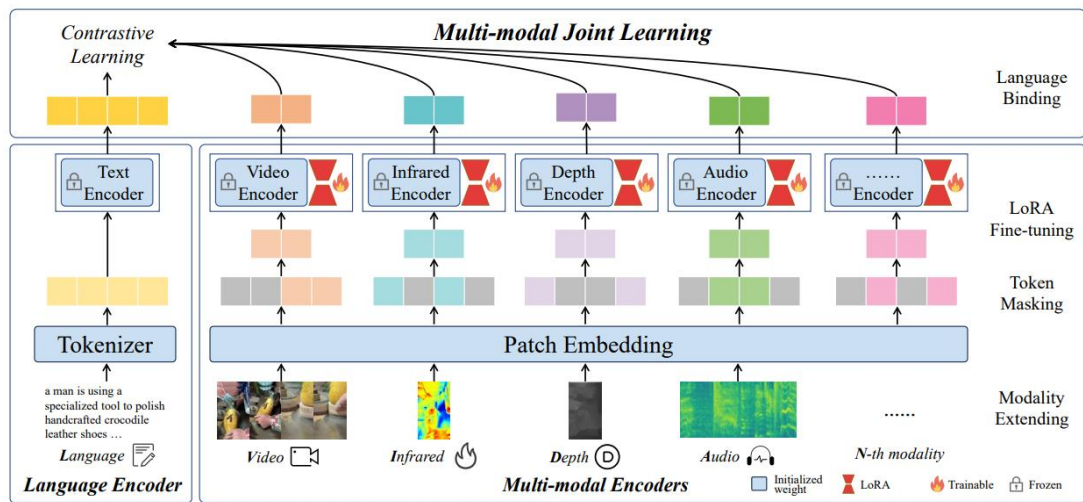 Multi-modal Joint Learning
Contrastive
Learning
Language
Binding
Text
Encoder
Video
Encoder
Infrared
Encoder
Depth
Encoder
Audio
Encoder
......
Encoder
LoRA
Fine-tuning
Token
Masking
Tokenizer
Patch Embedding
a man is using a
specialized tool to polish
handcrafted crocodile
leather shoes ...
......
Modality
Extending
Language
Video
Infrared
Depth
D
Audio
N-th modality
Language Encoder
Multi-modal Encoders
Initialized
weight
LoRA
Trainable
Frozen